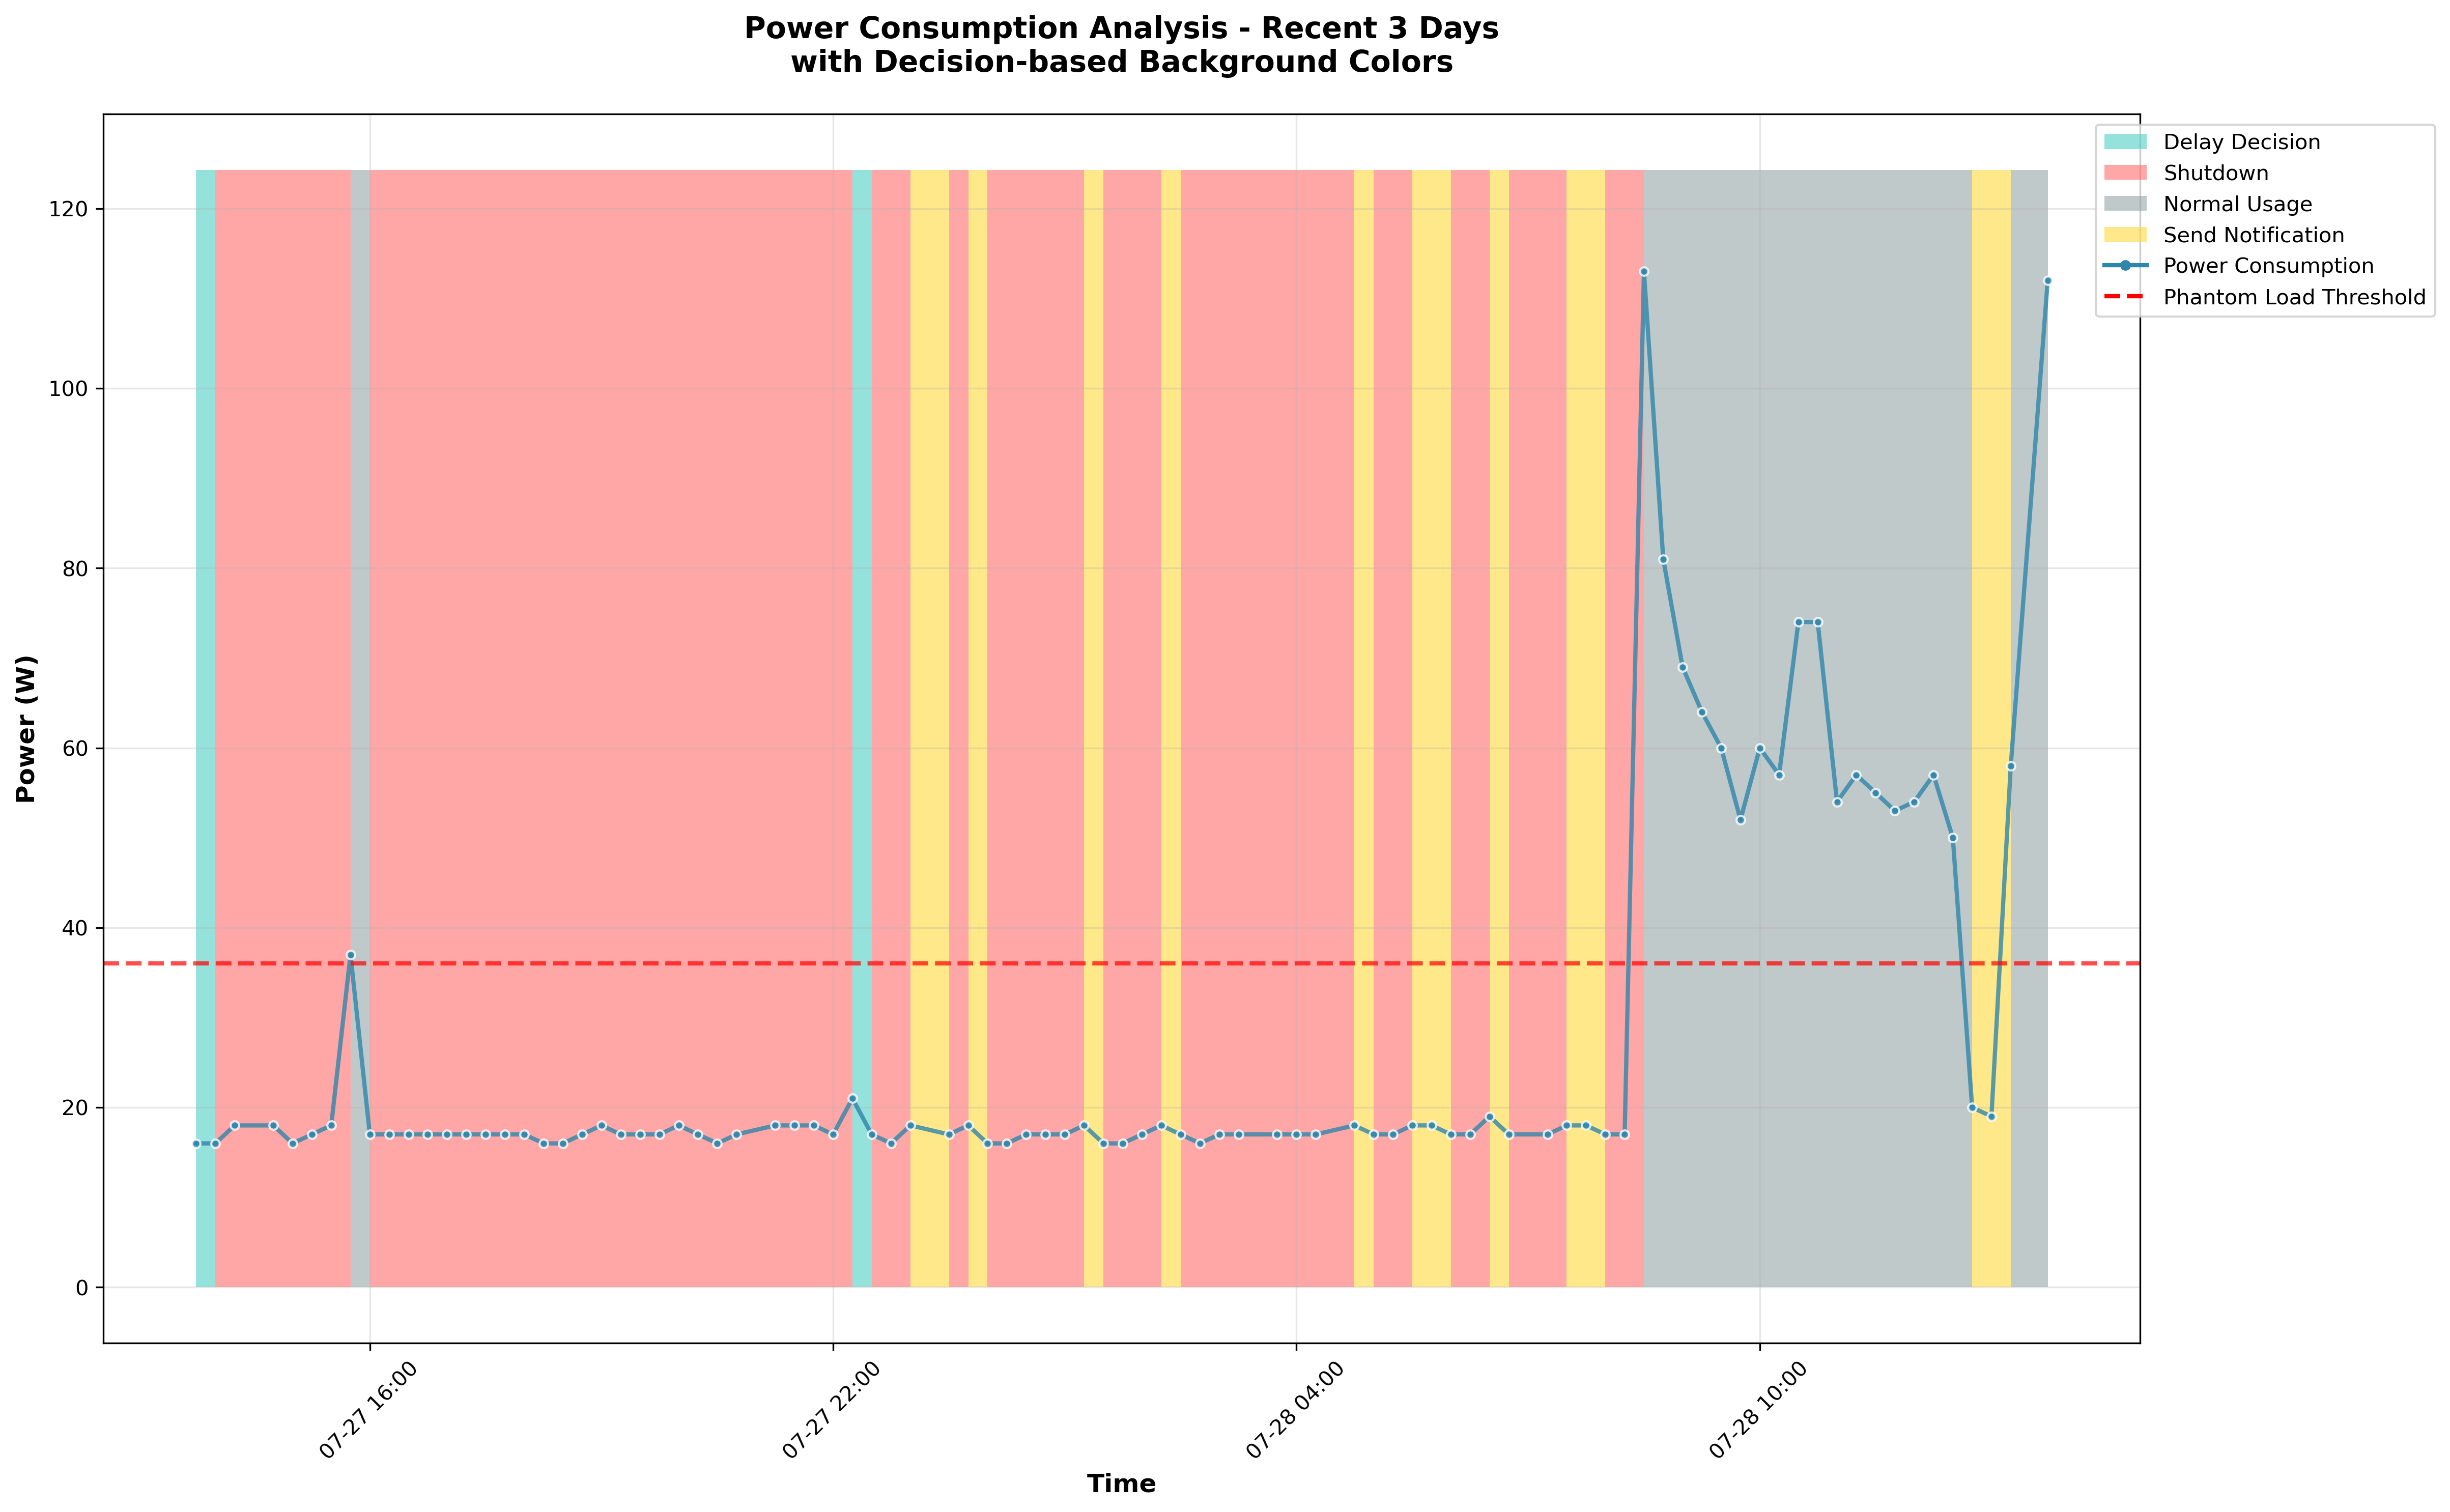 Power Consumption Analysis - Recent 3 Days
with Decision-based Background Colors
Delay Decision
Shutdown
Normal Usage
Send Notification
Power Consumption
Phantom Load Threshold
120
100
80
60
40
20
0
Power (W)
07-27 16:00
07-27 22:00
07-28 04:00
07-28 10:00
Time